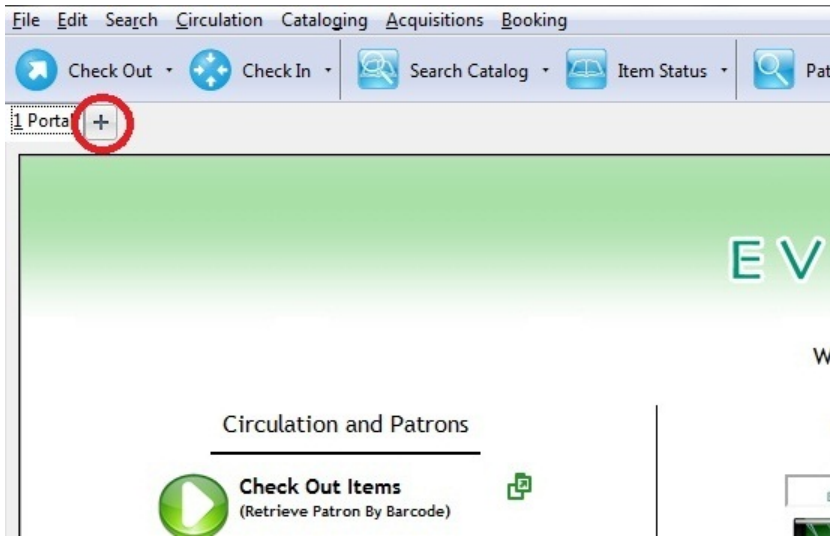 File Edit Search Circulation Cataloging Acquisitions Booking
Check Out Check In Search Catalog Item Status
1 Portal +
E V
Circulation and Patrons
Check Out Items
(Retrieve Patron By Barcode)